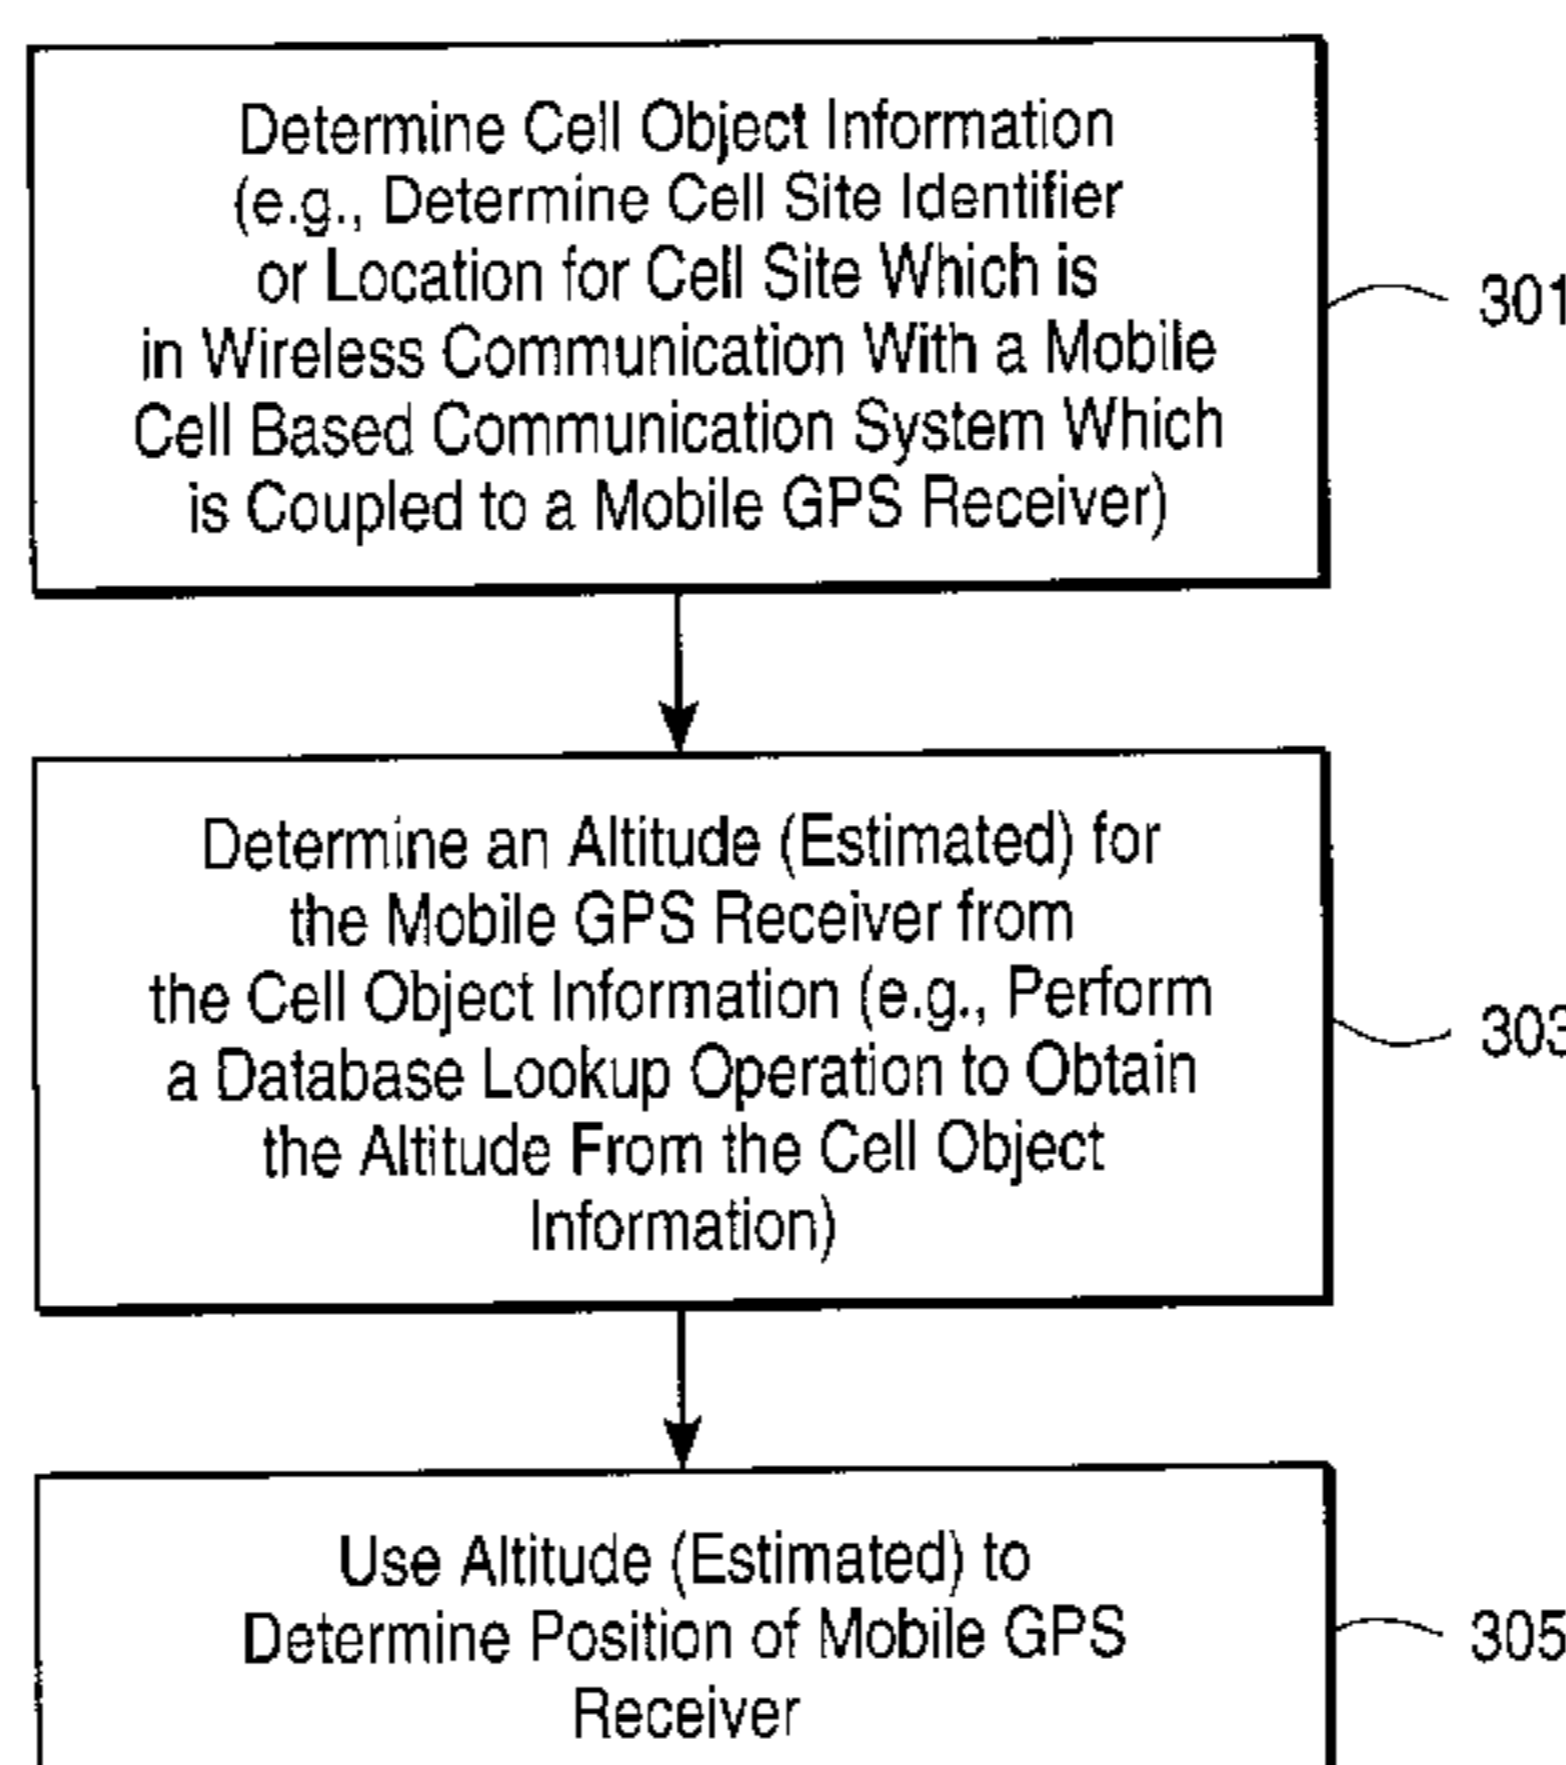 Determine Cell Object Information
(e.g., Determine Cell Site Identifier
or Location for Cell Site Which is
in Wireless Communication With a Mobile
Cell Based Communication System Which
is Coupled to a Mobile GPS Receiver)
301
Determine an Altitude (Estimated) for
the Mobile GPS Receiver from
the Cell Object Information (e.g., Perform
a Database Lookup Operation to Obtain
the Altitude From the Cell Object
Information)
303
Use Altitude (Estimated) to
Determine Position of Mobile GPS
Receiver
305